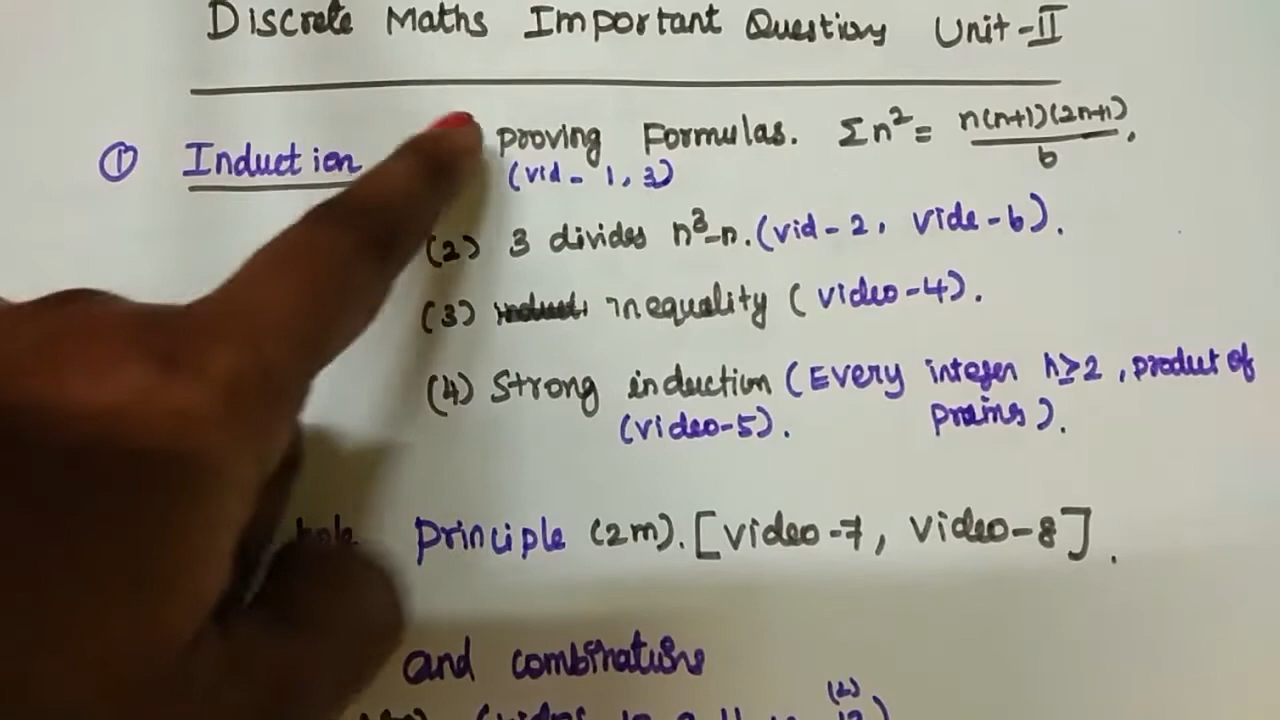 Discrete Maths Important Questions Unit-II
① Induction proving Formulas. Σn² = n(n+1)(2n+1) / 6.
(vid - 1, 3)
(2) 3 divides n³-n. (vid-2, vide-6).
(3) inequality (video-4).
(4) Strong induction (Every integer n≥2, product of
(video-5). primes).
hole Principle (2m). [video-7, video-8].
and combinations
(2)